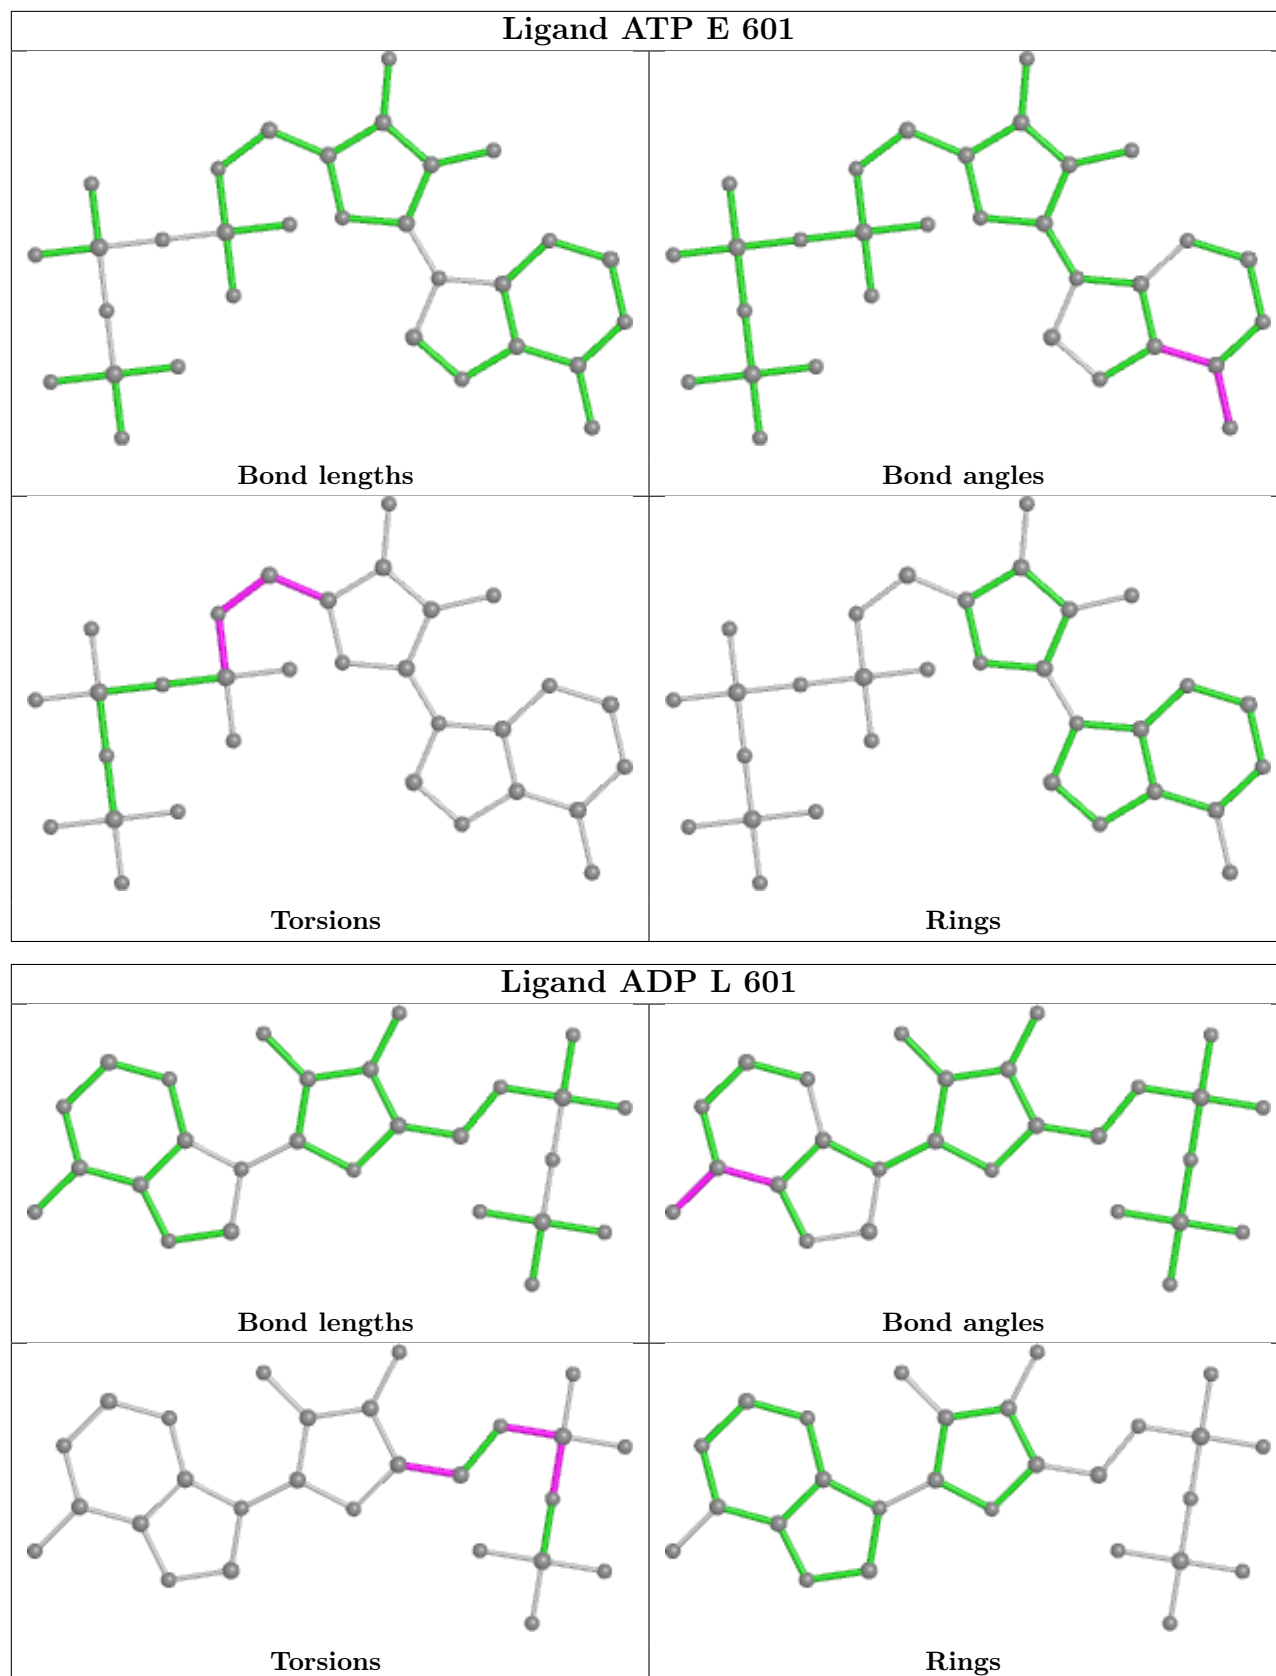 Ligand ATP E 601
Bond lengths
Bond angles
Torsions
Rings
Ligand ADP L 601
Bond lengths
Bond angles
Torsions
Rings